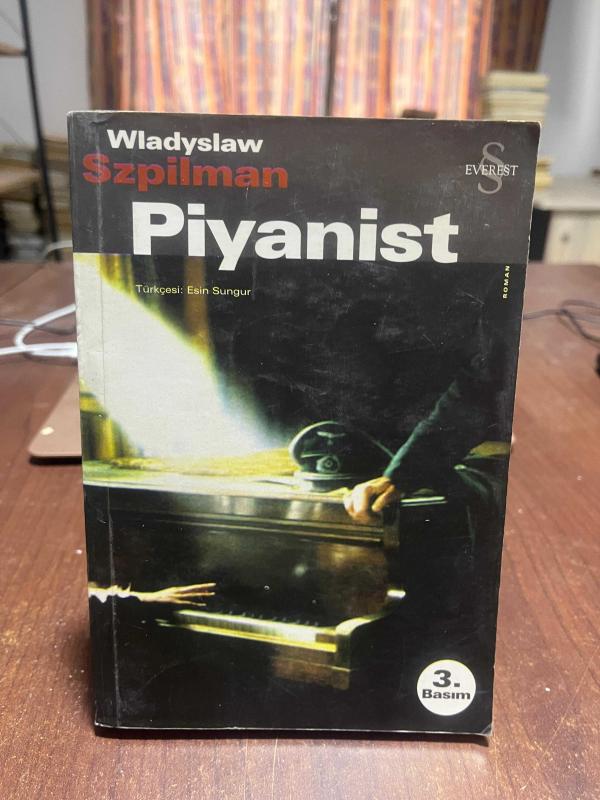 Wladyslaw
Szpilman
EVEREST
Piyanist
Türkçesi: Esin Sungur
ROMAN
3.
Basım